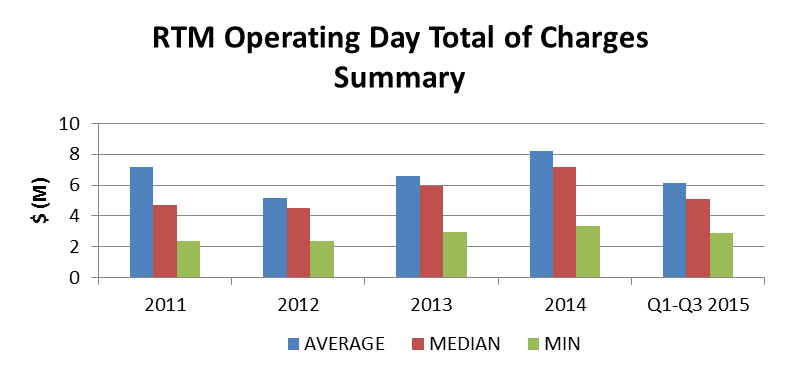 RTM Operating Day Total of Charges
Summary
$ (M)
10
8
6
4
2
0
2011 2012 2013 2014 Q1-Q3 2015
AVERAGE MEDIAN MIN